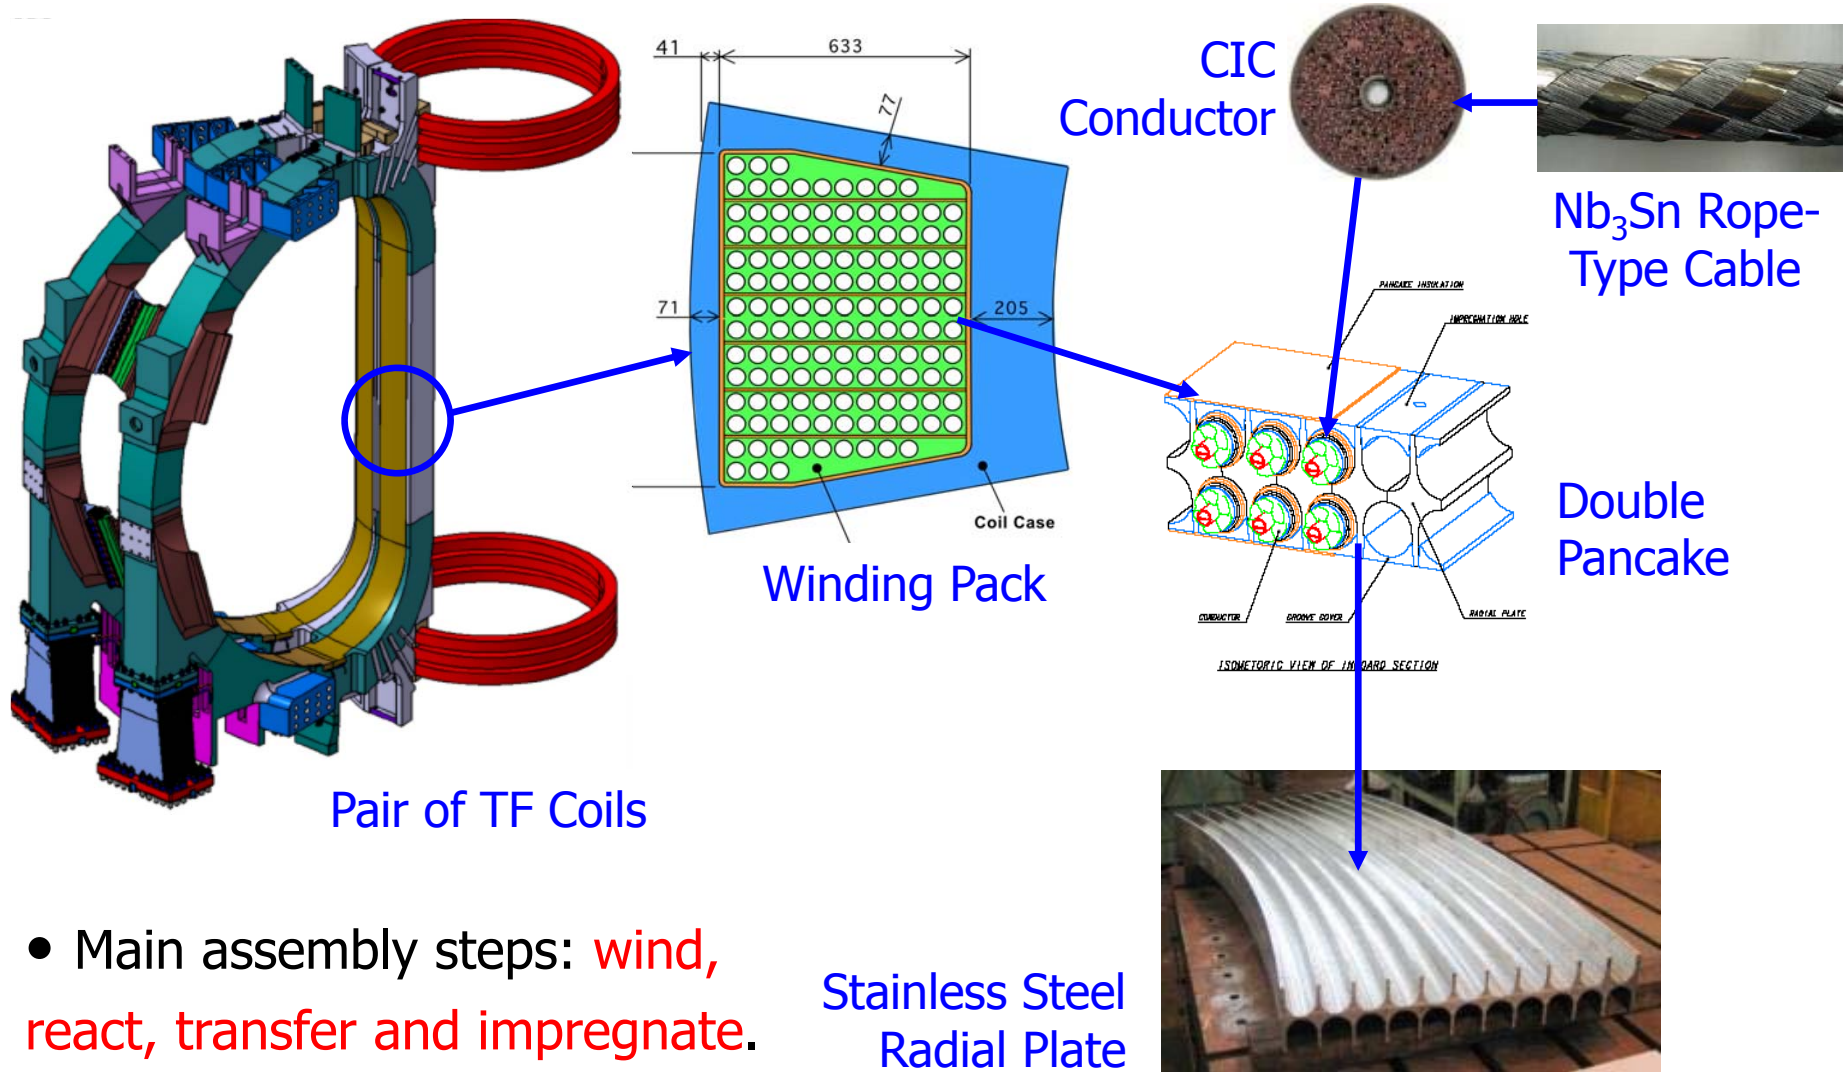 41
633
77
71
205
Coil Case
Winding Pack
CIC
Conductor
Nb₃Sn Rope-
Type Cable
PANCAKE INSULATION
IMPREGNATION HOLE
CONDUCTOR
GROOVE COVER
RADIAL PLATE
ISOMETORIC VIEW OF INBOARD SECTION
Double
Pancake
Pair of TF Coils
• Main assembly steps: wind,
react, transfer and impregnate.
Stainless Steel
Radial Plate